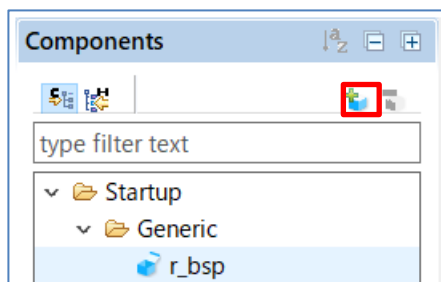 Components
type filter text
Startup
Generic
r_bsp